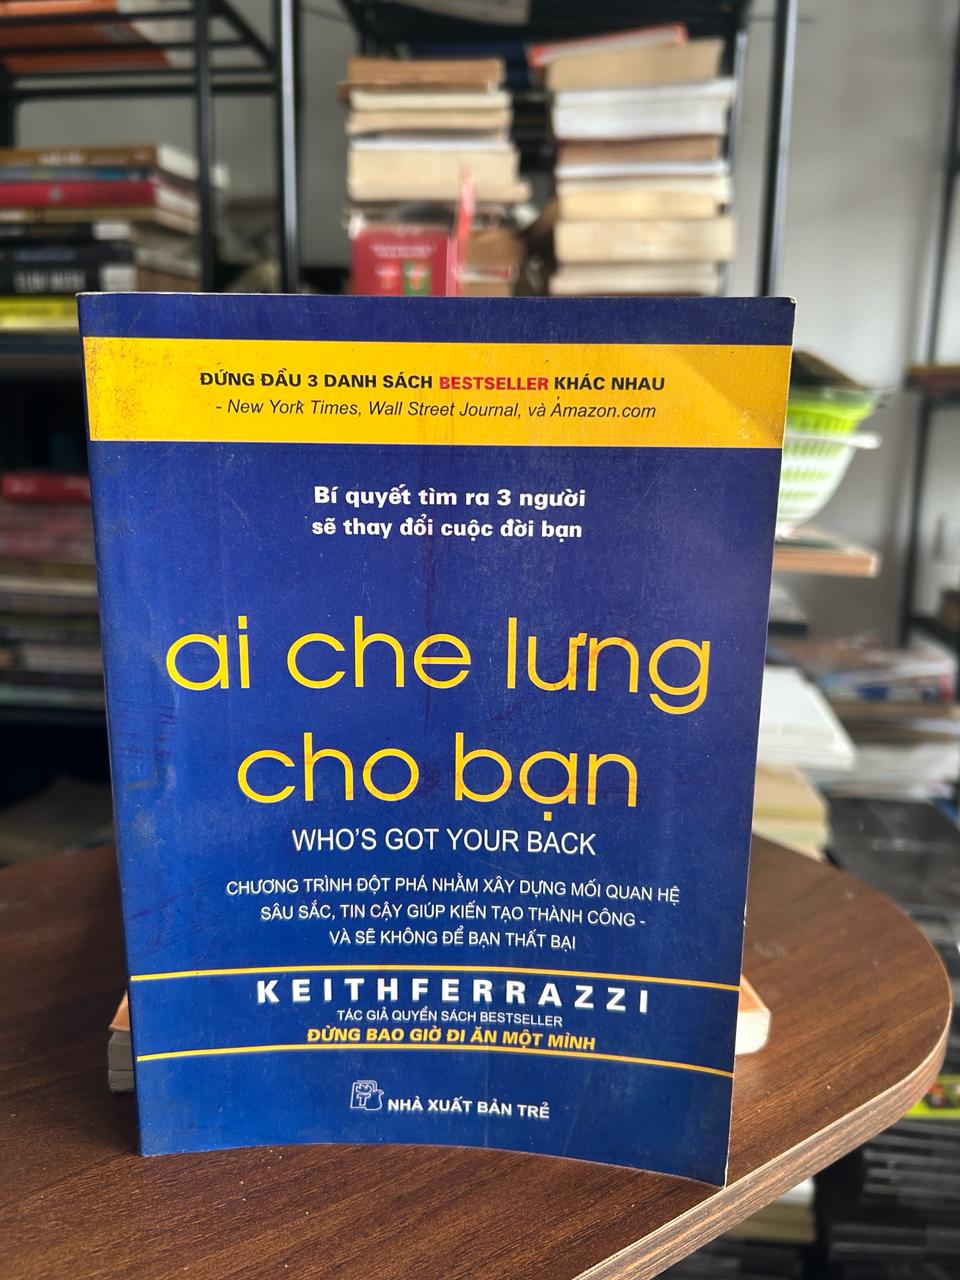 ĐỨNG ĐẦU 3 DANH SÁCH BESTSELLER KHÁC NHAU
- New York Times, Wall Street Journal, và Amazon.com
Bí quyết tìm ra 3 người
sẽ thay đổi cuộc đời bạn
ai che lưng
cho bạn
WHO'S GOT YOUR BACK
CHƯƠNG TRÌNH ĐỘT PHÁ NHẰM XÂY DỰNG MỐI QUAN HỆ
SÂU SẮC, TIN CẬY GIÚP KIẾN TẠO THÀNH CÔNG -
VÀ SẼ KHÔNG ĐỂ BẠN THẤT BẠI
KEITHFERRAZZI
TÁC GIẢ QUYỂN SÁCH BESTSELLER
ĐỪNG BAO GIỜ ĐI ĂN MỘT MÌNH
NHÀ XUẤT BẢN TRẺ